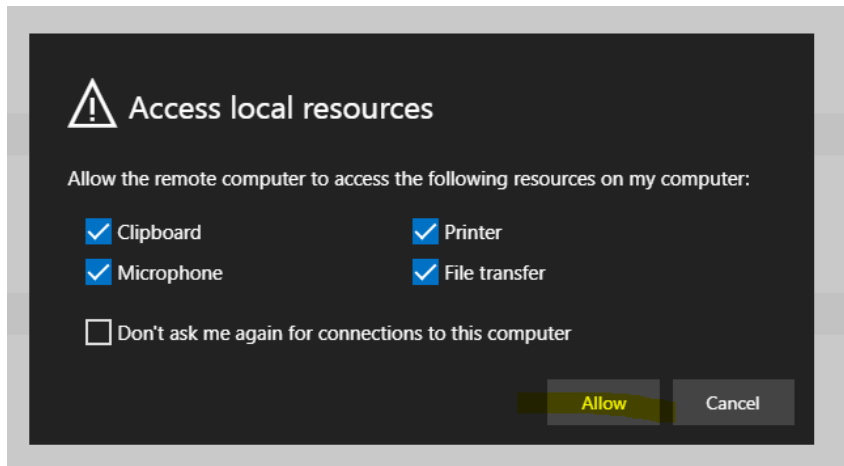 Access local resources
Allow the remote computer to access the following resources on my computer:
Clipboard
Printer
Microphone
File transfer
Don't ask me again for connections to this computer
Allow
Cancel